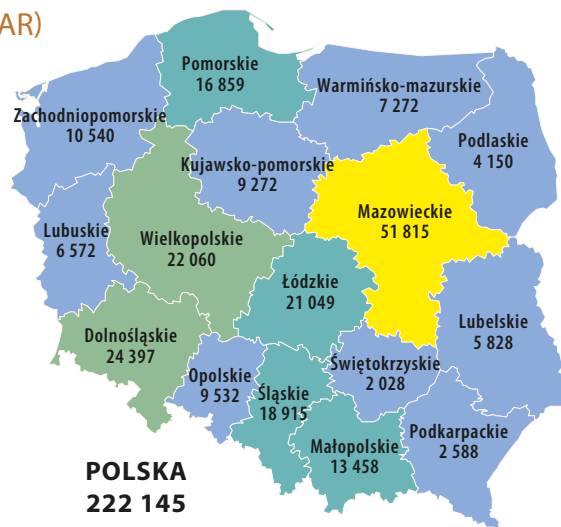 AR)
Pomorskie
16 859
Warmińsko-mazurskie
7 272
Zachodniopomorskie
10 540
Podlaskie
4 150
Kujawsko-pomorskie
9 272
Mazowieckie
51 815
Lubuskie
6 572
Wielkopolskie
22 060
Łódzkie
21 049
Lubelskie
5 828
Dolnośląskie
24 397
Świętokrzyskie
2 028
Opolskie
9 532
Śląskie
18 915
Podkarpackie
2 588
Małopolskie
13 458
POLSKA
222 145